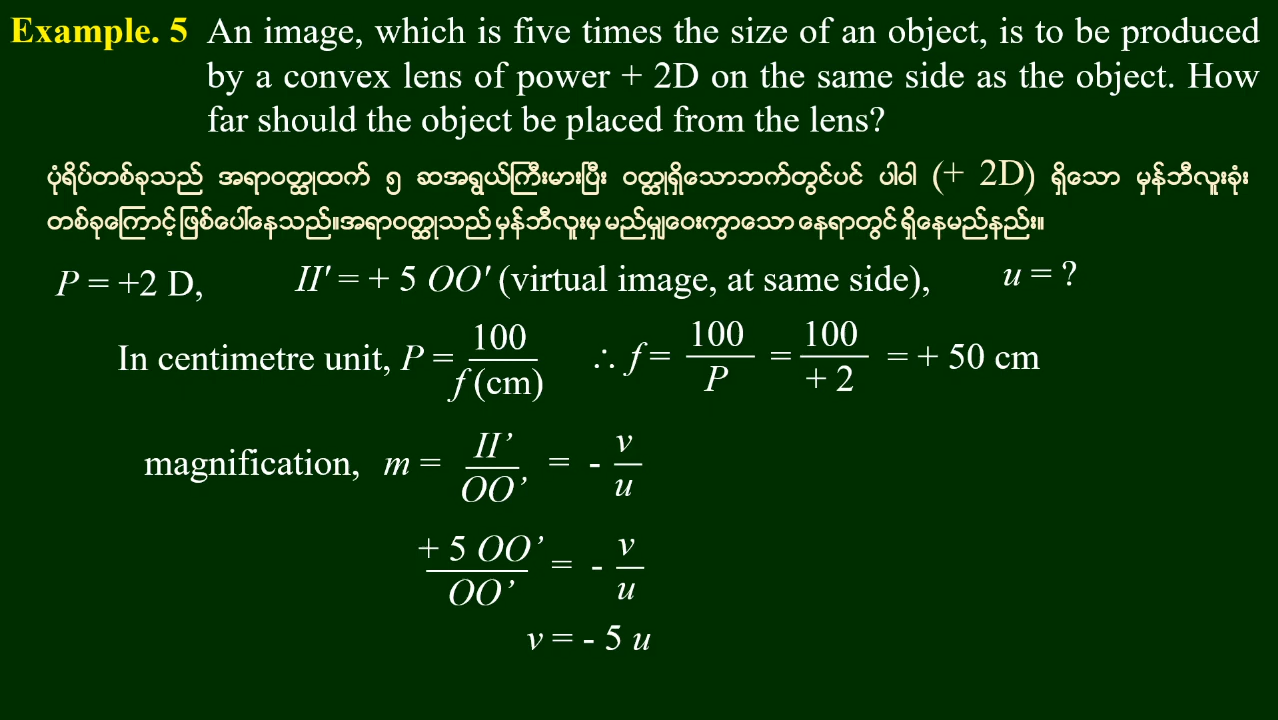 Example. 5 An image, which is five times the size of an object, is to be produced
by a convex lens of power + 2D on the same side as the object. How
far should the object be placed from the lens?
ပုံရိပ်တစ်ခုသည် အရာဝတ္ထုထက် ၅ ဆအရွယ်ကြီးမားပြီး ဝတ္ထုရှိသောဘက်တွင်ပင် ပါဝါ (+ 2D) ရှိသော မှန်ဘီလူးခုံး
တစ်ခုကြောင့် ဖြစ်ပေါ်နေသည်။အရာဝတ္ထုသည် မှန်ဘီလူးမှ မည်မျှဝေးကွာသော နေရာတွင် ရှိနေမည်နည်း။
P = +2 D, II' = + 5 OO' (virtual image, at same side), u = ?
In centimetre unit, P = 100 / f (cm) ∴ f = 100 / P = 100 / + 2 = + 50 cm
magnification, m = II’ / OO’ = - v / u
+ 5 OO’ / OO’ = - v / u
v = - 5 u